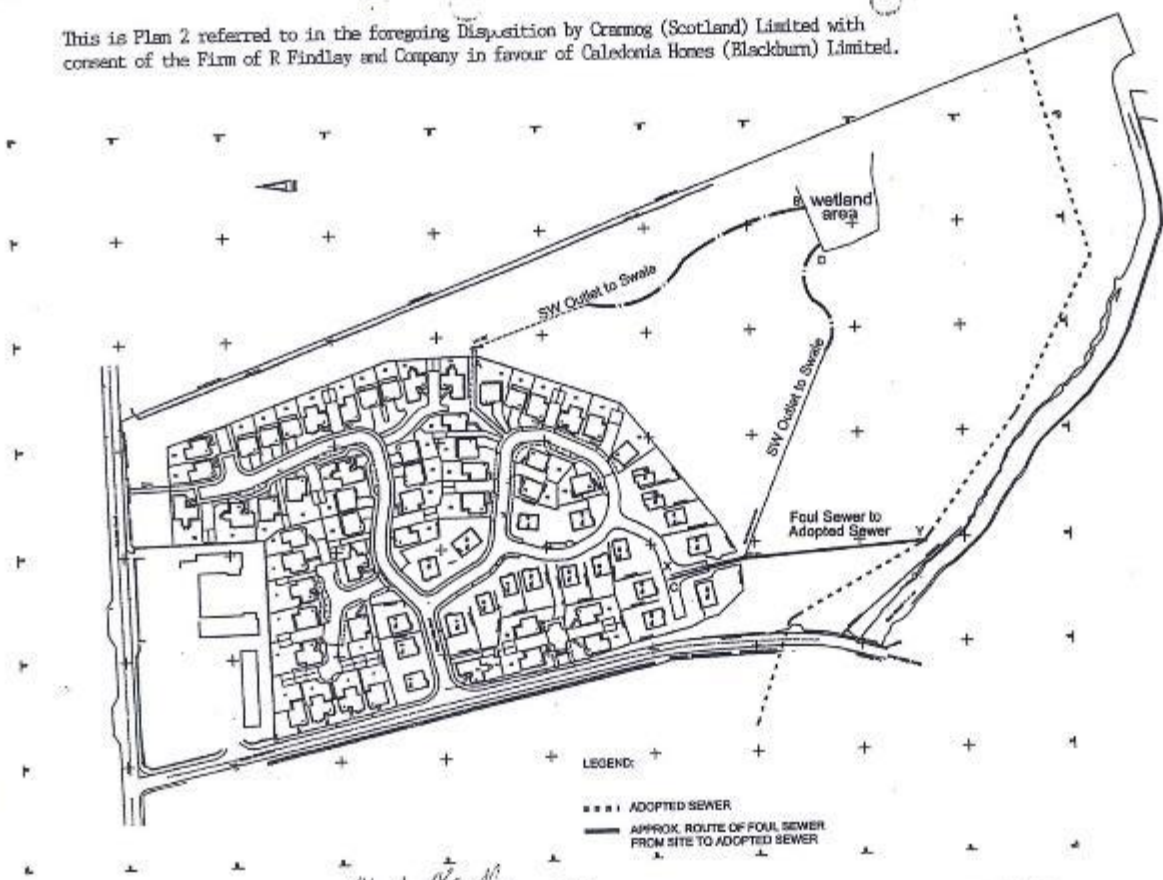 This is Plan 2 referred to in the foregoing Disposition by Crannog (Scotland) Limited with
consent of the Firm of R Findlay and Company in favour of Caledonia Homes (Blackburn) Limited.
B wetland
area
D
SW Outlet to Swale
SW Outlet to Swale
Foul Sewer to
Adopted Sewer
Y
X
C
LEGEND:
ADOPTED SEWER
APPROX. ROUTE OF FOUL SEWER
FROM SITE TO ADOPTED SEWER